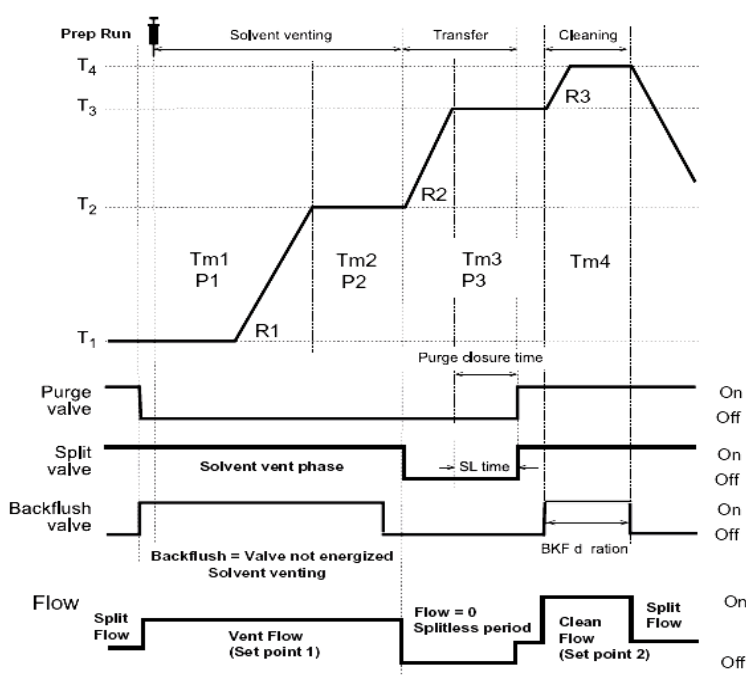 Prep Run Solvent venting Transfer Cleaning
T4
T3
R3
R2
T2
Tm1 Tm2 Tm3 Tm4
P1 P2 P3
R1
T1
Purge closure time
Purge valve On
Off
Split valve Solvent vent phase SL time On
Off
Backflush valve On
Off
Backflush = Valve not energized BKF d ration
Solvent venting
Flow On
Split Flow
Vent Flow
(Set point 1)
Flow = 0
Splitless period
Clean
Flow
(Set point 2)
Split
Flow
Off